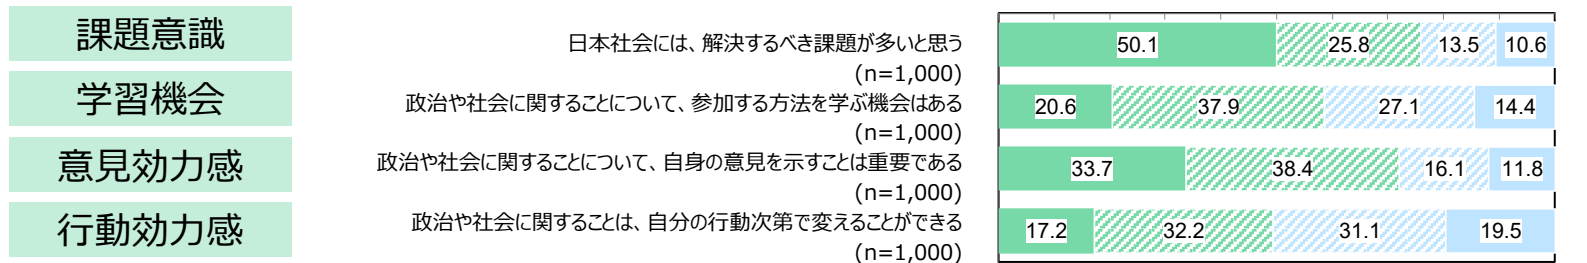 課題意識
日本社会には、解決するべき課題が多いと思う
(n=1,000)
50.1 25.8 13.5 10.6
学習機会
政治や社会に関することについて、参加する方法を学ぶ機会はある
(n=1,000)
20.6 37.9 27.1 14.4
意見効力感
政治や社会に関することについて、自身の意見を示すことは重要である
(n=1,000)
33.7 38.4 16.1 11.8
行動効力感
政治や社会に関することは、自分の行動次第で変えることができる
(n=1,000)
17.2 32.2 31.1 19.5